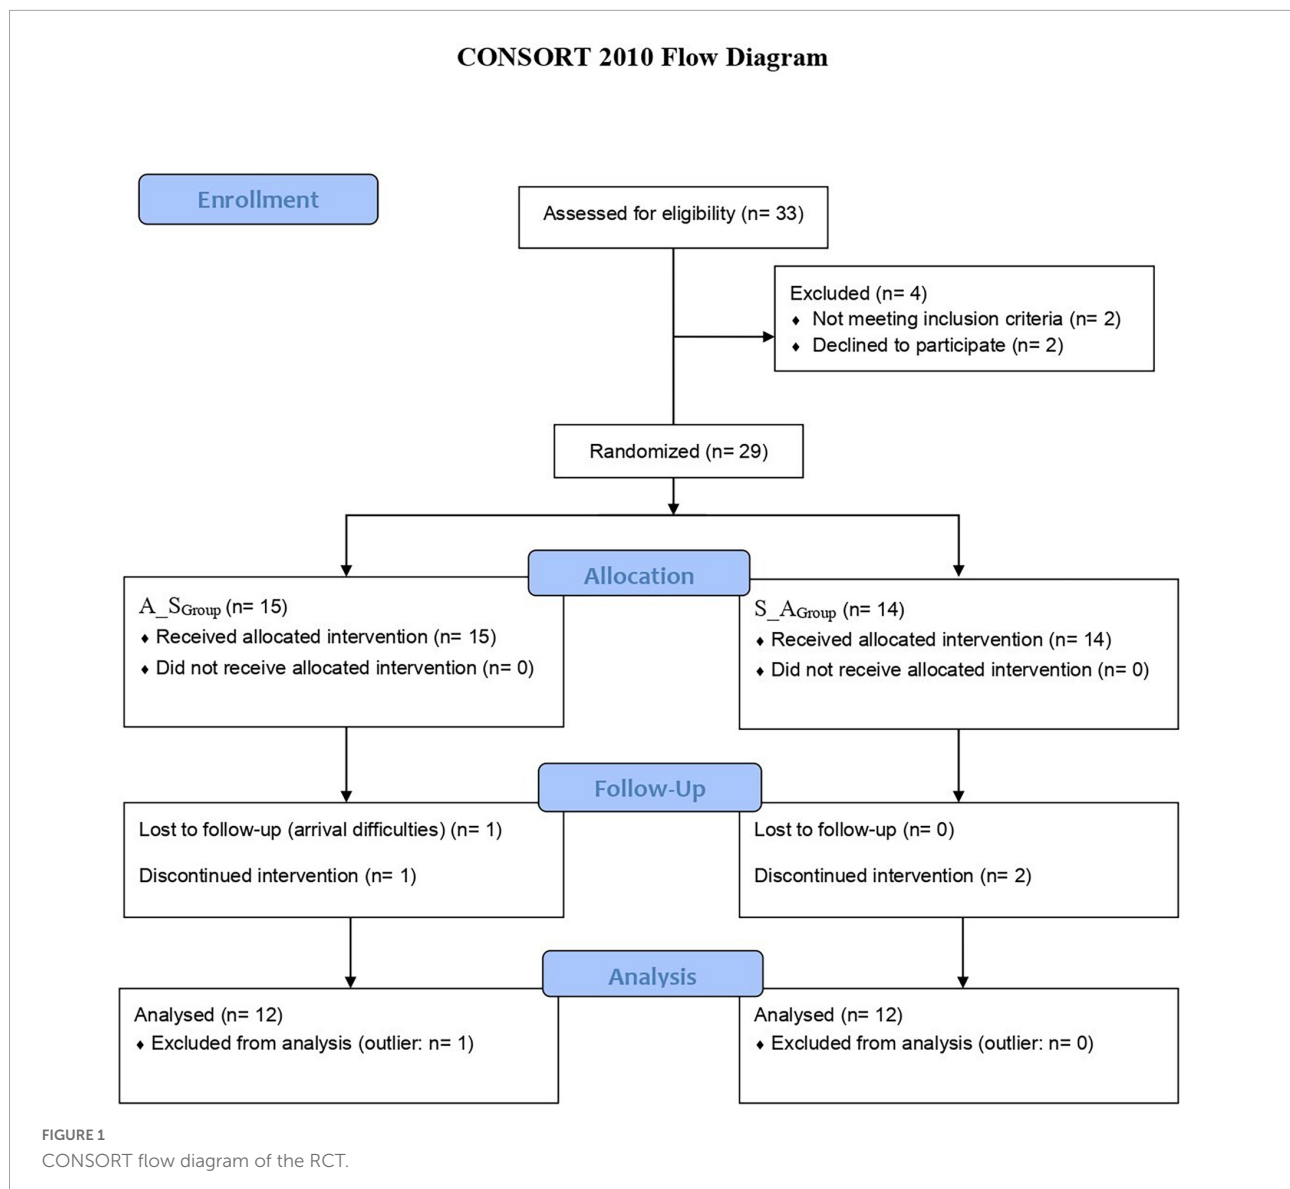 CONSORT 2010 Flow Diagram
Enrollment
Assessed for eligibility (n= 33)
Excluded (n= 4)
♦ Not meeting inclusion criteria (n= 2)
♦ Declined to participate (n= 2)
Randomized (n= 29)
Allocation
A_SGroup (n= 15)
♦ Received allocated intervention (n= 15)
♦ Did not receive allocated intervention (n= 0)
S_AGroup (n= 14)
♦ Received allocated intervention (n= 14)
♦ Did not receive allocated intervention (n= 0)
Follow-Up
Lost to follow-up (arrival difficulties) (n= 1)
Discontinued intervention (n= 1)
Lost to follow-up (n= 0)
Discontinued intervention (n= 2)
Analysis
Analysed (n= 12)
♦ Excluded from analysis (outlier: n= 1)
Analysed (n= 12)
♦ Excluded from analysis (outlier: n= 0)
FIGURE 1
CONSORT flow diagram of the RCT.